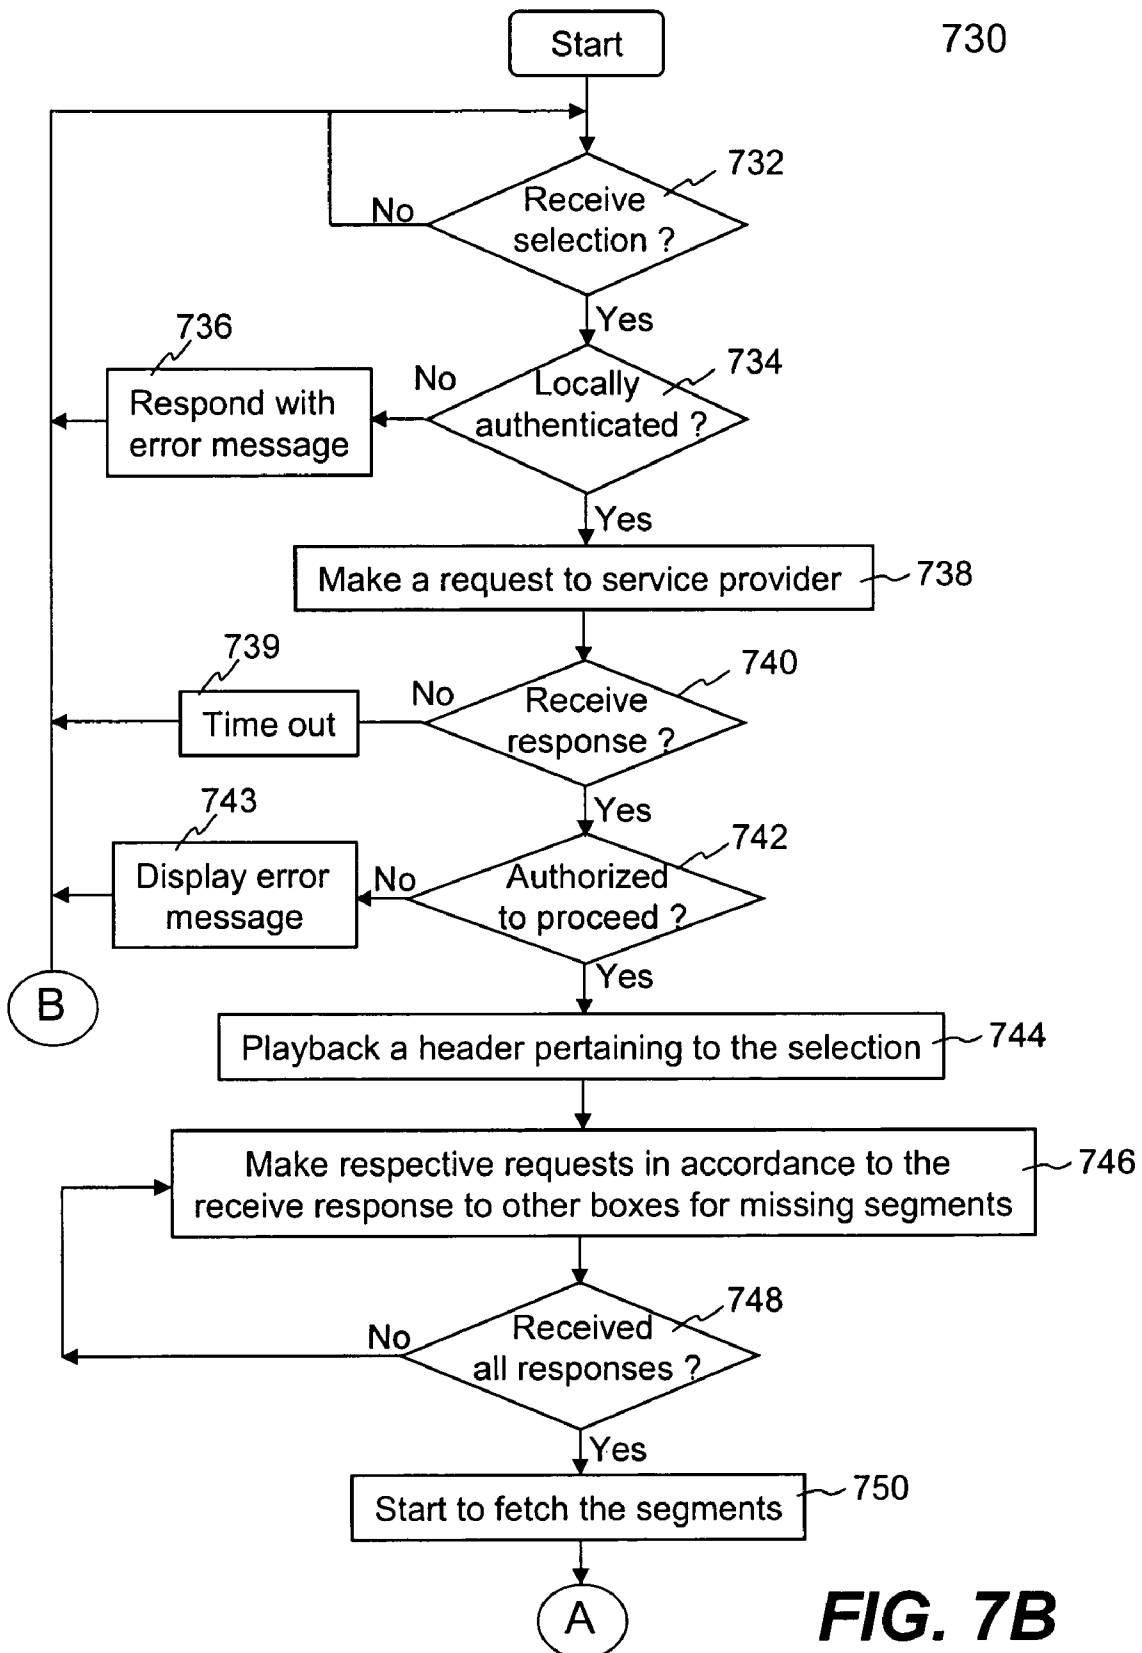 Start
730
732
Receive
selection ?
No
Yes
736
734
No
Locally
authenticated ?
Respond with
error message
Yes
Make a request to service provider
738
739
740
No
Receive
response ?
Time out
Yes
743
742
Display error
message
No
Authorized
to proceed ?
Yes
B
Playback a header pertaining to the selection
744
Make respective requests in accordance to the
receive response to other boxes for missing segments
746
748
No
Received
all responses ?
Yes
Start to fetch the segments
750
A
FIG. 7B